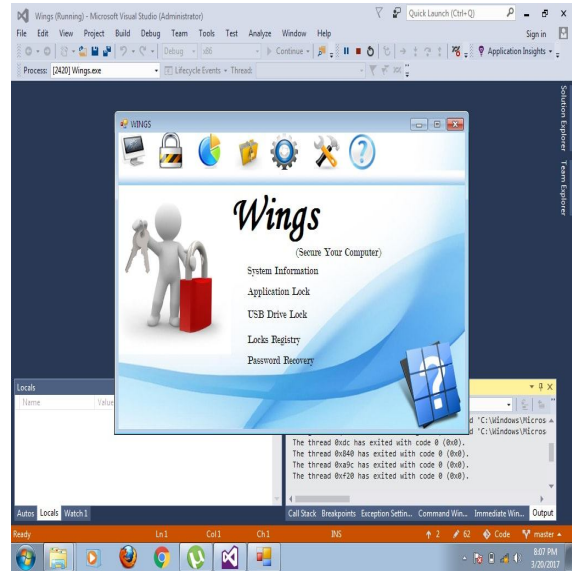 Wings (Running) - Microsoft Visual Studio (Administrator)
Quick Launch (Ctrl+Q)
File Edit View Project Build Debug Team Tools Test Analyze Window Help
Sign in
Debug x86 Continue Application Insights
Process: [2420] Wings.exe Lifecycle Events Thread:
Solution Explorer
Team Explorer
WINGS
Wings
(Secure Your Computer)
System Information
Application Lock
USB Drive Lock
Locks Registry
Password Recovery
Locals
Name Value
d 'C:\Windows\Micros
d 'C:\Windows\Micros
The thread 0xdc has exited with code 0 (0x0).
The thread 0x840 has exited with code 0 (0x0).
The thread 0xa9c has exited with code 0 (0x0).
The thread 0xf20 has exited with code 0 (0x0).
Autos Locals Watch 1
Call Stack Breakpoints Exception Settin... Command Win... Immediate Win... Output
Ready Ln 1 Col 1 Ch 1 INS 2 62 Code master
8:07 PM
3/20/2017